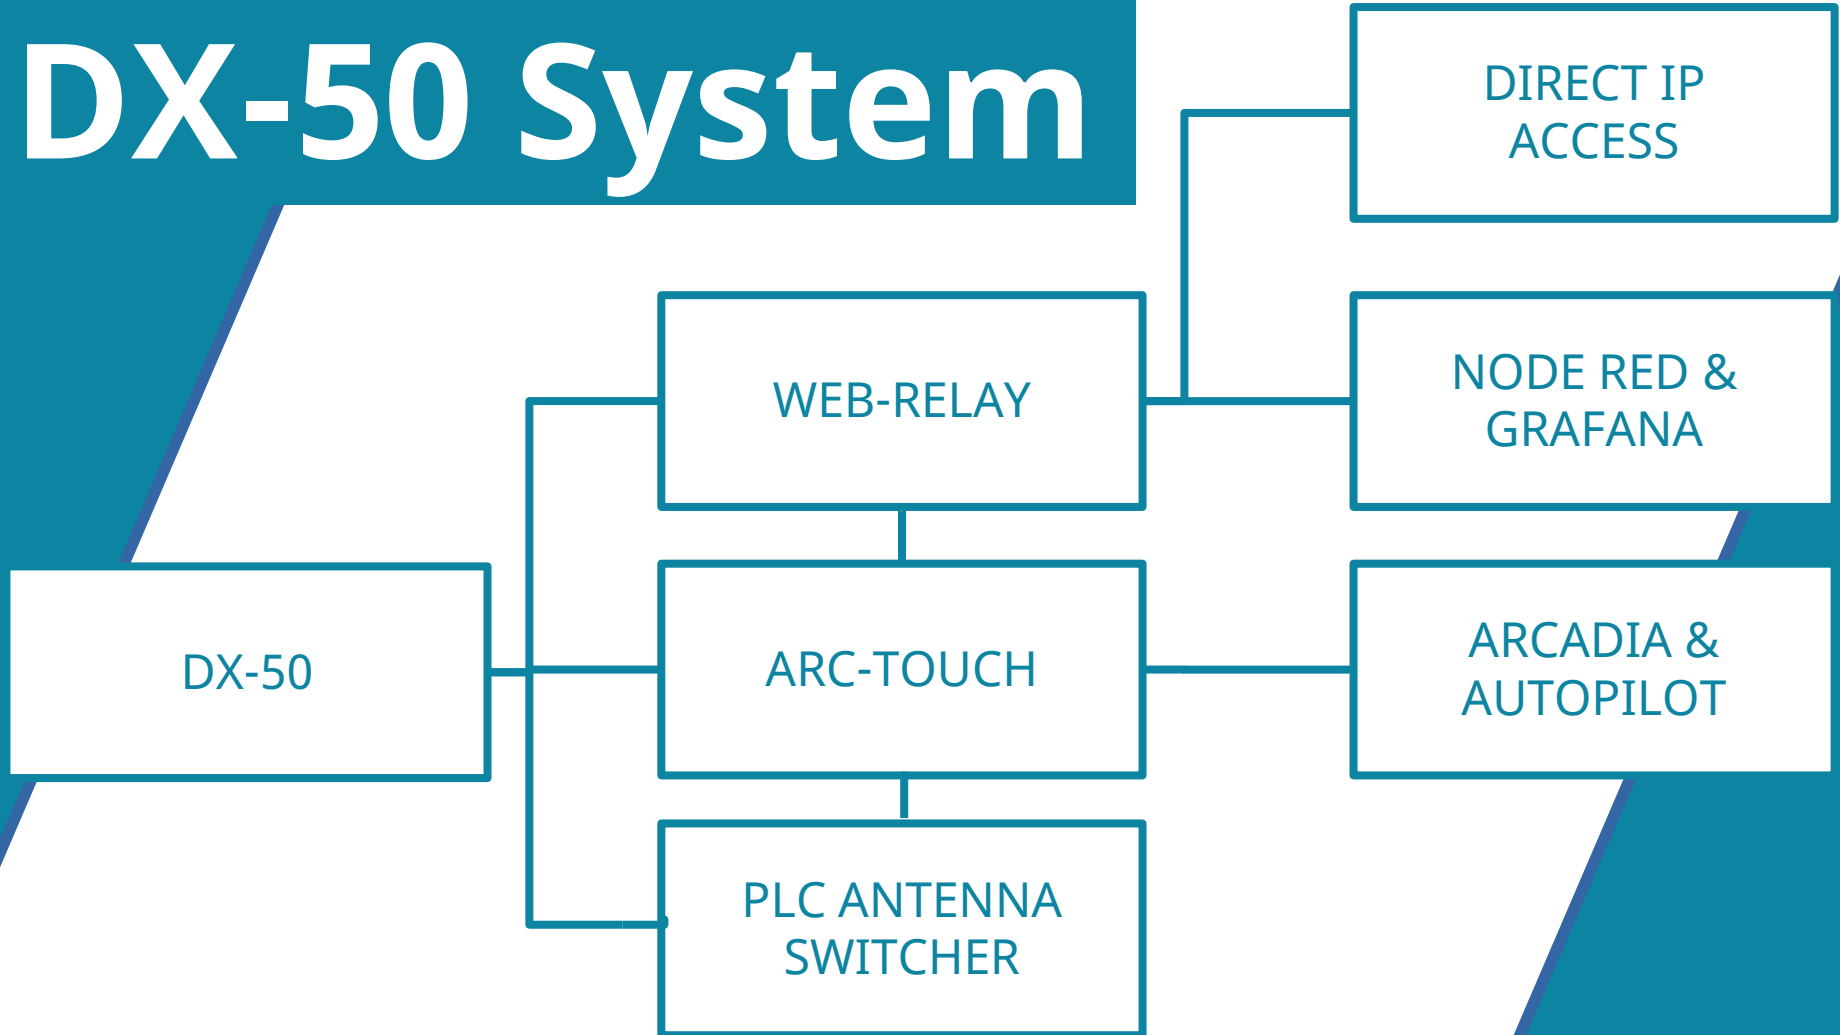 DX-50 System
DIRECT IP
ACCESS
WEB-RELAY
NODE RED &
GRAFANA
DX-50
ARC-TOUCH
ARCADIA &
AUTOPILOT
PLC ANTENNA
SWITCHER